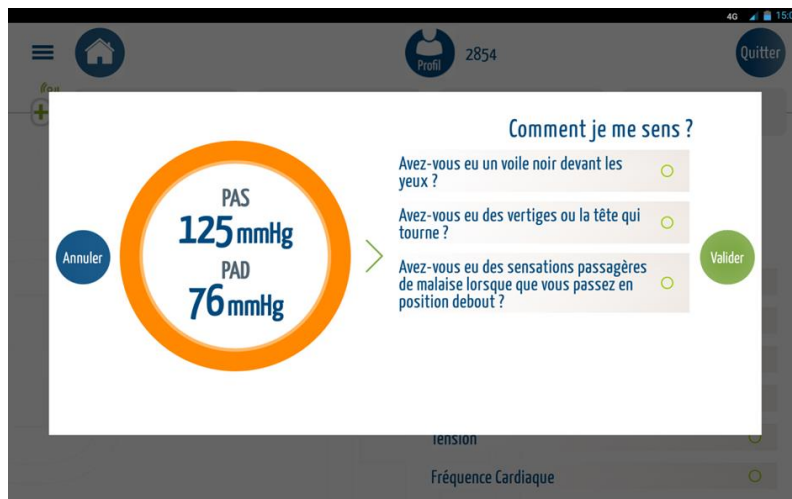 4G 15:0
Profil
2854
Quitter
Comment je me sens ?
Avez-vous eu un voile noir devant les
yeux ?
PAS
125 mmHg
PAD
76 mmHg
Avez-vous eu des vertiges ou la tête qui
tourne ?
Annuler
Valider
Avez-vous eu des sensations passagères
de malaise lorsque que vous passez en
position debout ?
Tension
Fréquence Cardiaque